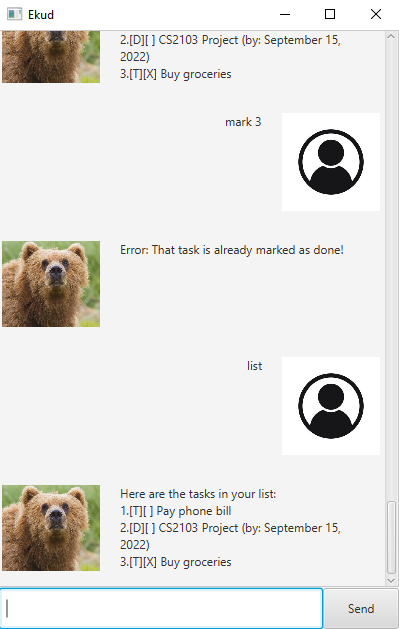 Ekud
2.[D][ ] CS2103 Project (by: September 15,
2022)
3.[T][X] Buy groceries
mark 3
Error: That task is already marked as done!
list
Here are the tasks in your list:
1.[T][ ] Pay phone bill
2.[D][ ] CS2103 Project (by: September 15,
2022)
3.[T][X] Buy groceries
Send